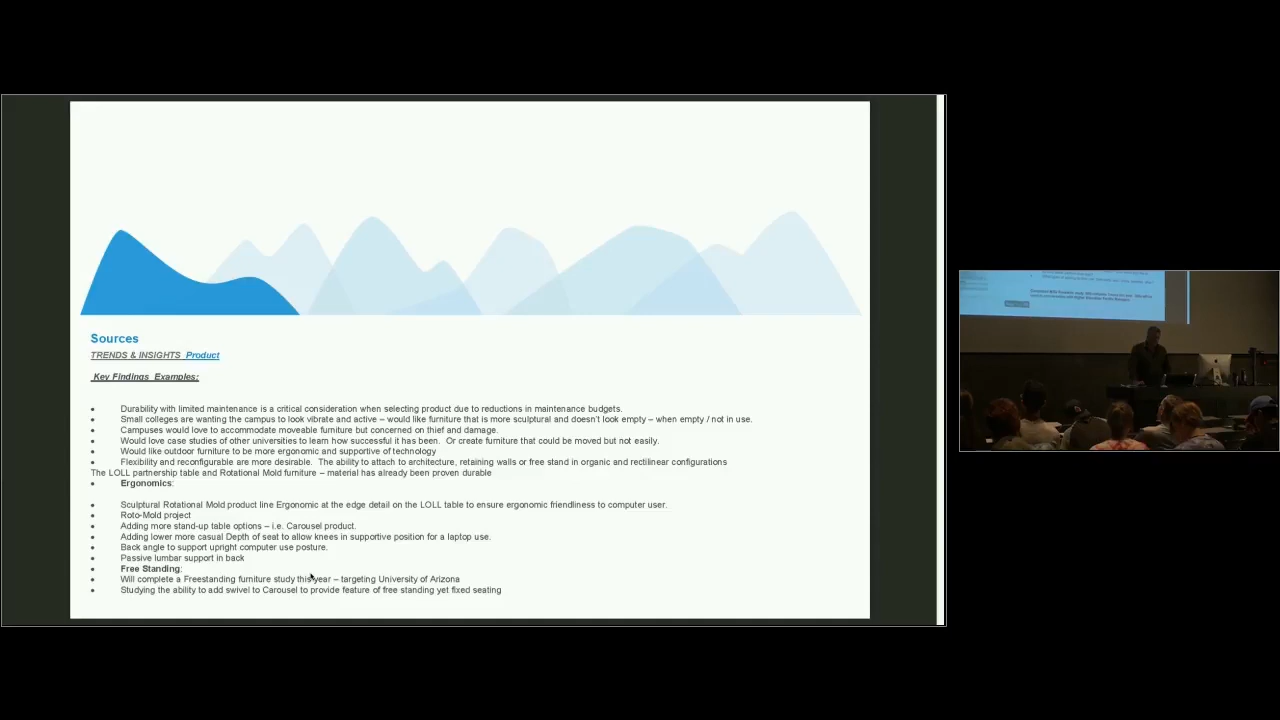 Sources
TRENDS & INSIGHTS Product
Key Findings Examples:
• Durability with limited maintenance is a critical consideration when selecting product due to reductions in maintenance budgets.
• Small colleges are wanting the campus to look vibrant and active – would like furniture that is more sculptural and doesn't look empty – when empty / not in use.
• Campuses would love to accommodate moveable furniture but concerned on thief and damage.
• Would love case studies of other universities to learn how successful it has been. Or create furniture that could be moved but not easily.
• Would like outdoor furniture to be more ergonomic and supportive of technology
• Flexibility and reconfigurable are more desirable. The ability to attach to architecture, retaining walls or free stand in organic and rectilinear configurations
The LOLL partnership table and Rotational Mold furniture – material has already been proven durable
• Ergonomics:
• Sculptural Rotational Mold product line Ergonomic at the edge detail on the LOLL table to ensure ergonomic friendliness to computer user.
• Roto-Mold project
• Adding more stand-up table options – i.e. Carousel product.
• Adding lower more casual Depth of seat to allow knees in supportive position for a laptop use.
• Back angle to support upright computer use posture.
• Passive lumbar support in back
• Free Standing:
• Will complete a Freestanding furniture study this year – targeting University of Arizona
• Studying the ability to add swivel to Carousel to provide feature of free standing yet fixed seating